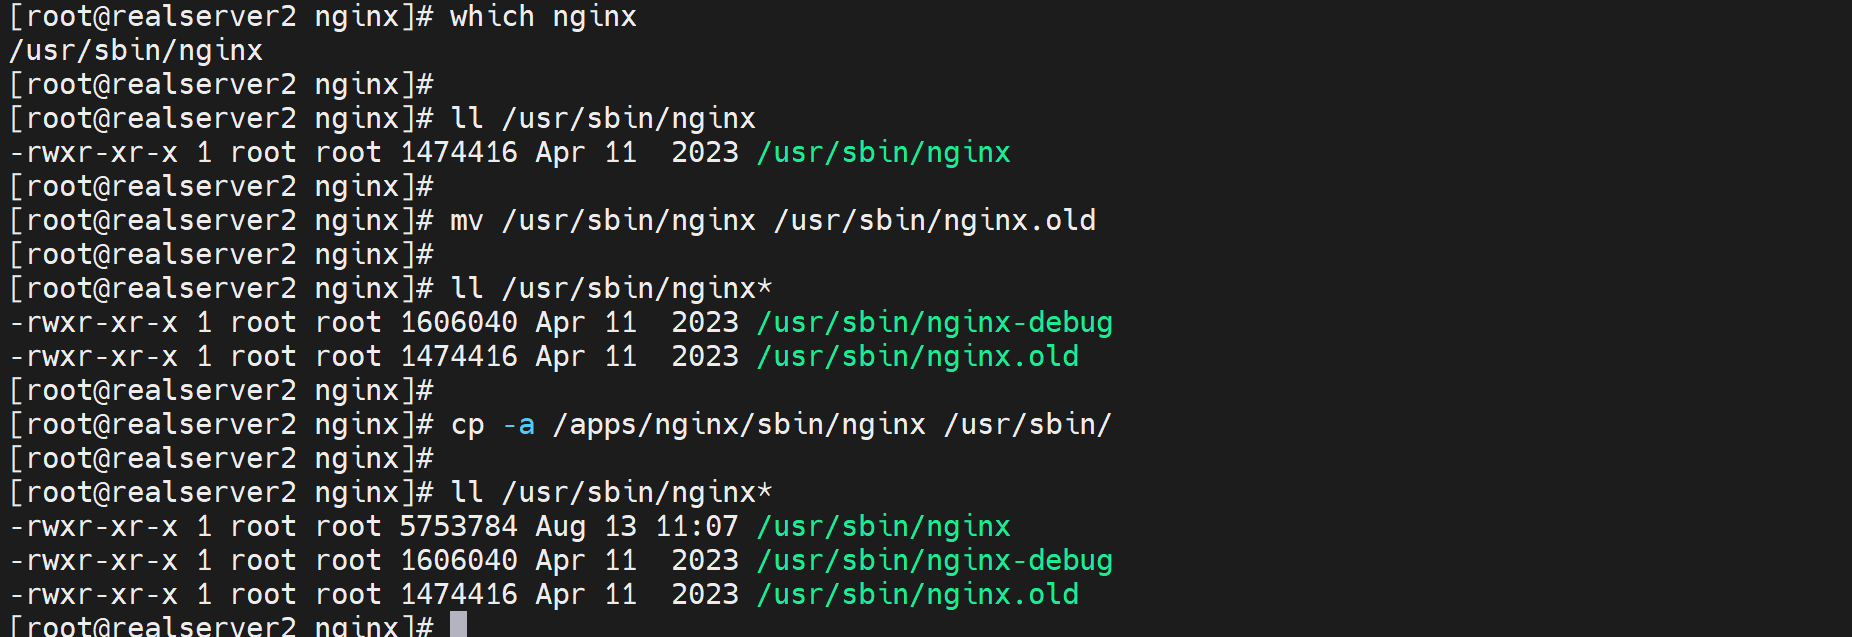 [root@realserver2 nginx]# which nginx
/usr/sbin/nginx
[root@realserver2 nginx]#
[root@realserver2 nginx]# ll /usr/sbin/nginx
-rwxr-xr-x 1 root root 1474416 Apr 11  2023 /usr/sbin/nginx
[root@realserver2 nginx]#
[root@realserver2 nginx]# mv /usr/sbin/nginx /usr/sbin/nginx.old
[root@realserver2 nginx]#
[root@realserver2 nginx]# ll /usr/sbin/nginx*
-rwxr-xr-x 1 root root 1606040 Apr 11  2023 /usr/sbin/nginx-debug
-rwxr-xr-x 1 root root 1474416 Apr 11  2023 /usr/sbin/nginx.old
[root@realserver2 nginx]#
[root@realserver2 nginx]# cp -a /apps/nginx/sbin/nginx /usr/sbin/
[root@realserver2 nginx]#
[root@realserver2 nginx]# ll /usr/sbin/nginx*
-rwxr-xr-x 1 root root 5753784 Aug 13 11:07 /usr/sbin/nginx
-rwxr-xr-x 1 root root 1606040 Apr 11  2023 /usr/sbin/nginx-debug
-rwxr-xr-x 1 root root 1474416 Apr 11  2023 /usr/sbin/nginx.old
[root@realserver2 nginx]#